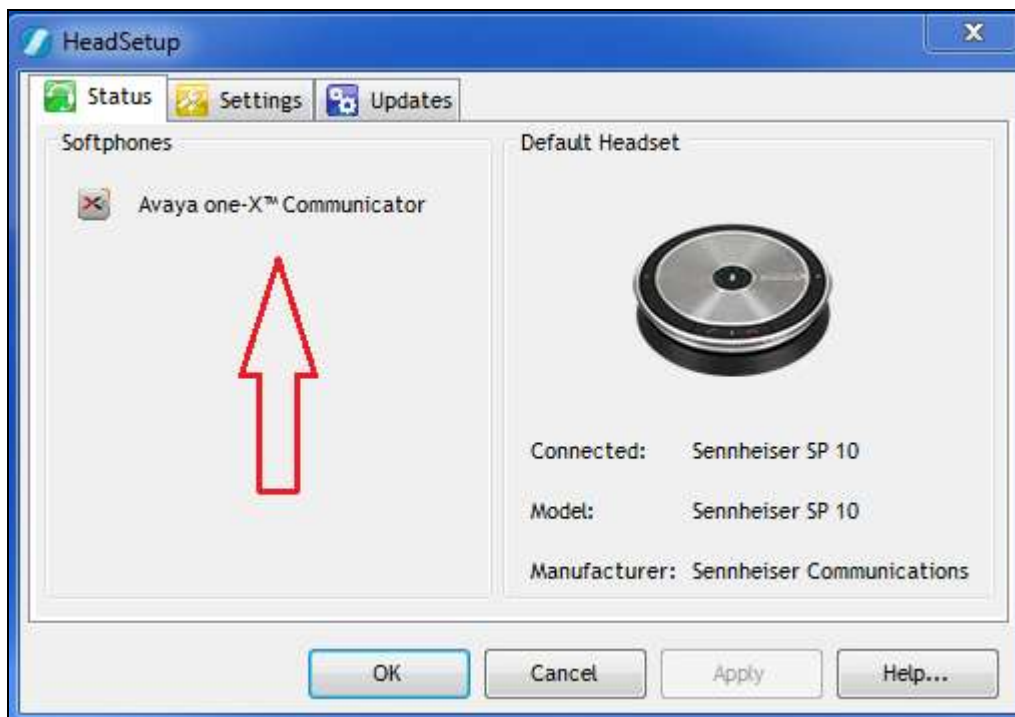 HeadSetup
Status Settings Updates
Softphones
Avaya one-X™ Communicator
Default Headset
Connected: Sennheiser SP 10
Model: Sennheiser SP 10
Manufacturer: Sennheiser Communications
OK Cancel Apply Help...